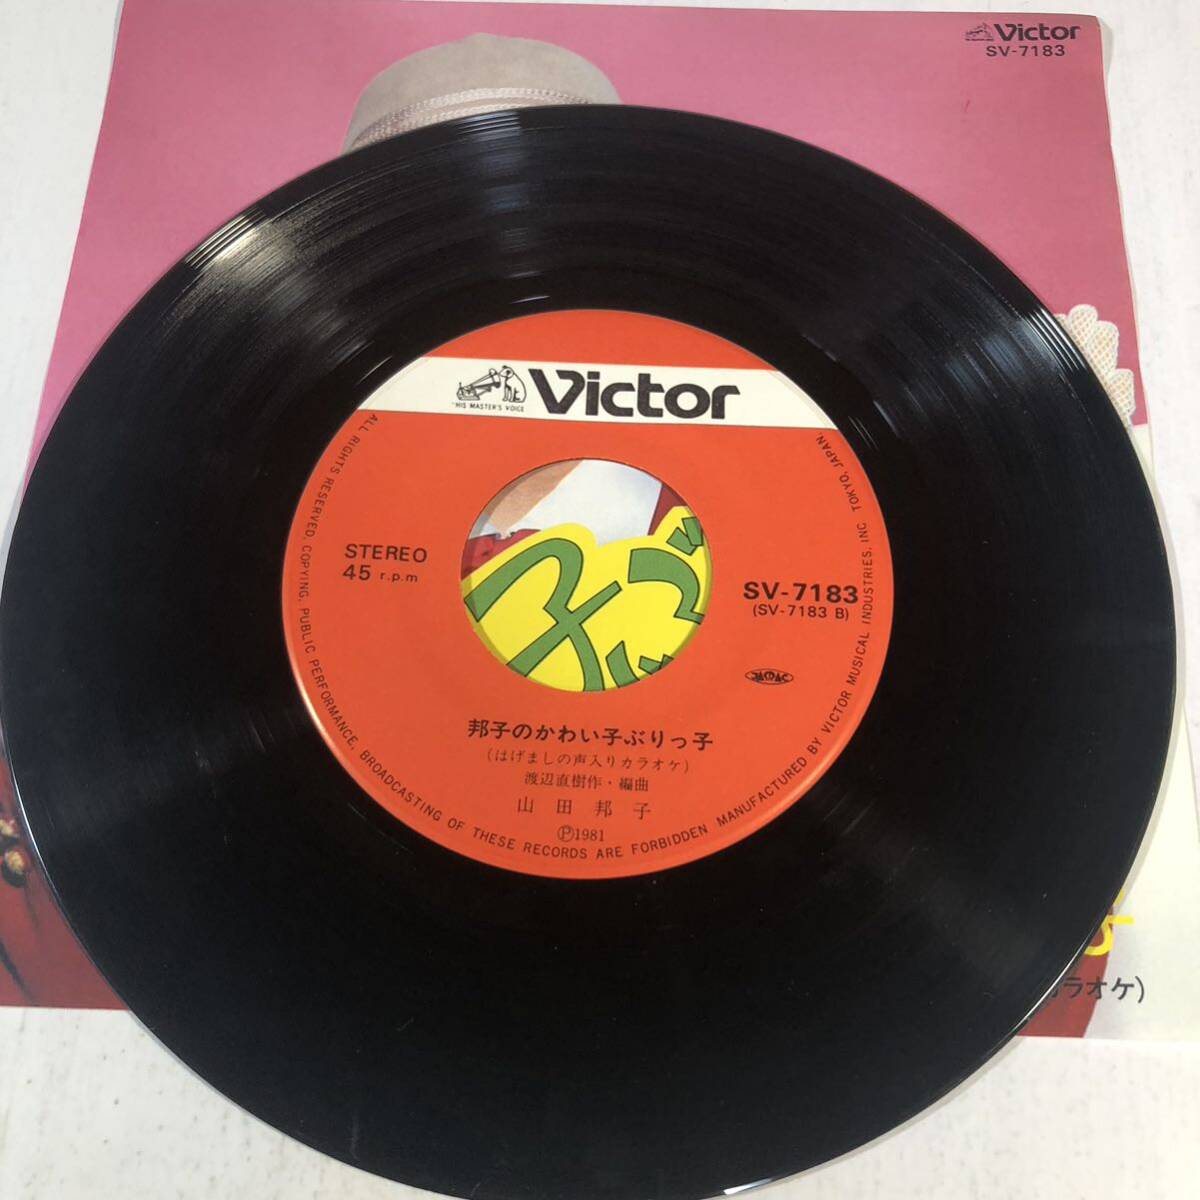 Victor
SV-7183
"HIS MASTER'S VOICE
Victor
STEREO
45 r.p.m
SV-7183
(SV-7183 B)
JASRAC
邦子のかわい子ぶりっ子
(はげましの声入りカラオケ)
渡辺直樹作・編曲
山田邦子
Ⓟ1981
ALL RIGHTS RESERVED. COPYING, PUBLIC PERFORMANCE, BROADCASTING OF THESE RECORDS ARE FORBIDDEN MANUFACTURED BY VICTOR MUSICAL INDUSTRIES, INC TOKYO, JAPAN
カラオケ)